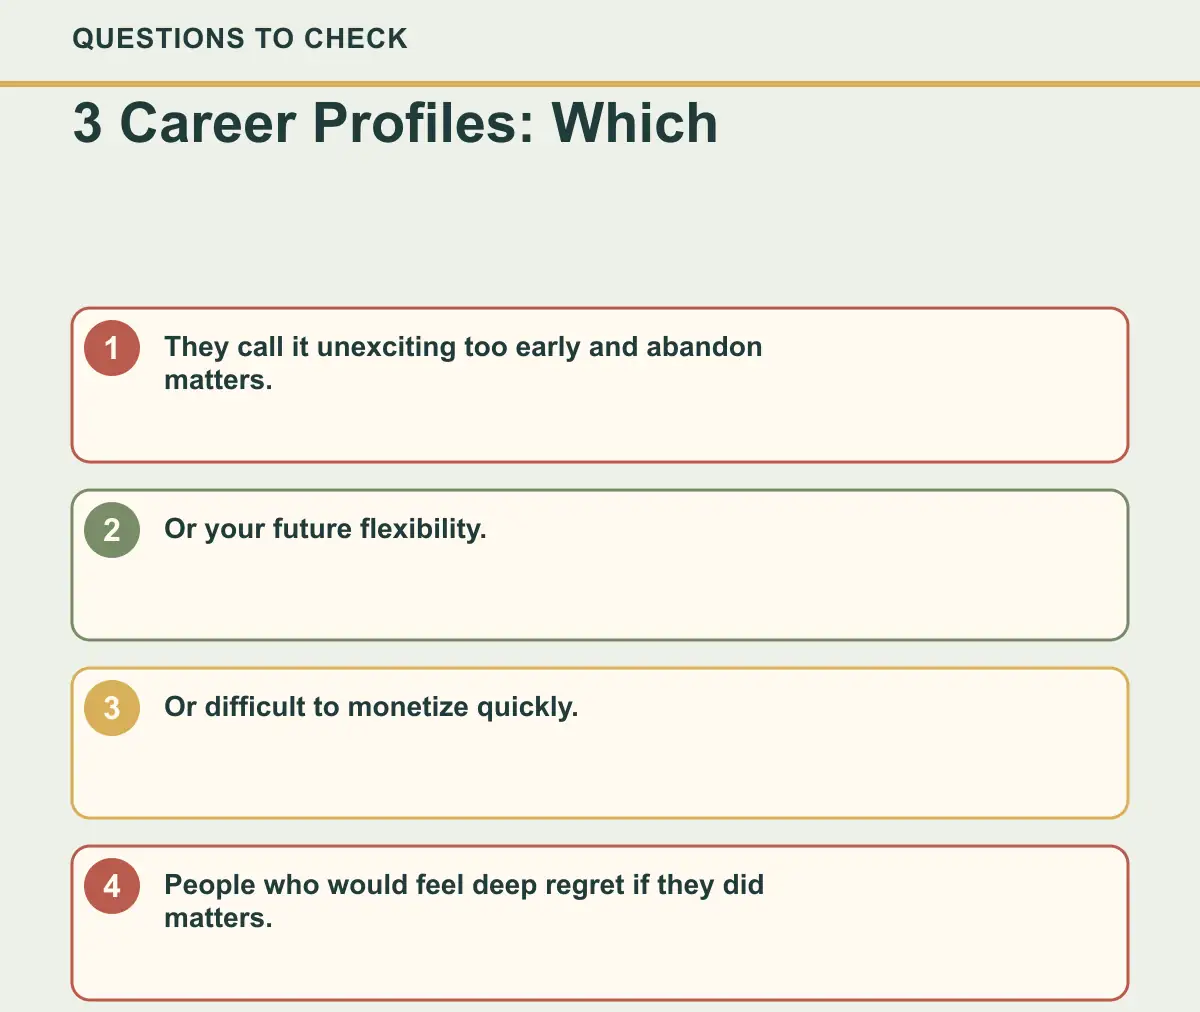 QUESTIONS TO CHECK
3 Career Profiles: Which
1
They call it unexciting too early and abandon
matters.
2
Or your future flexibility.
3
Or difficult to monetize quickly.
4
People who would feel deep regret if they did
matters.